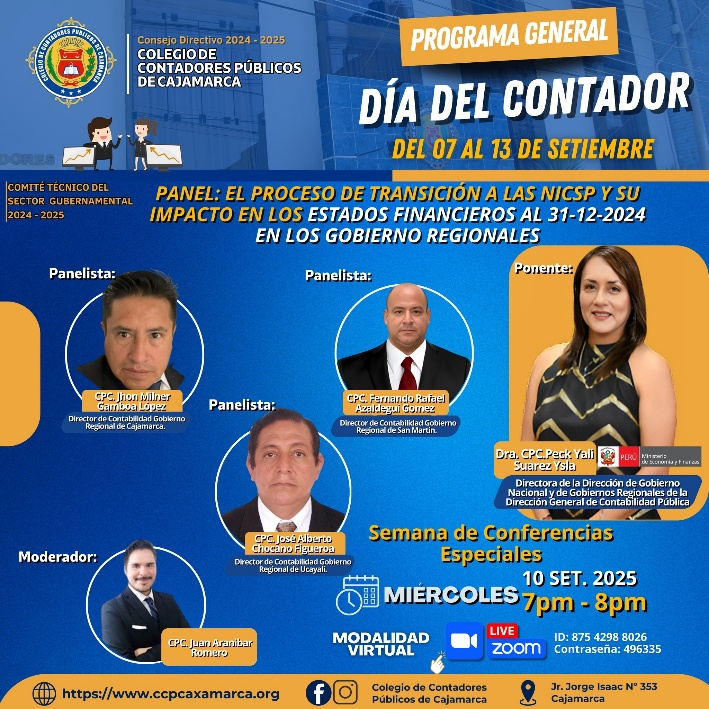 COLEGIO DE CONTADORES PÚBLICOS DE CAJAMARCA
Consejo Directivo 2024 - 2025
COLEGIO DE
CONTADORES PÚBLICOS
DE CAJAMARCA
PROGRAMA GENERAL
DÍA DEL CONTADOR
DEL 07 AL 13 DE SETIEMBRE
DORES
COMITÉ TÉCNICO DEL
SECTOR GUBERNAMENTAL
2024 - 2025
PANEL: EL PROCESO DE TRANSICIÓN A LAS NICSP Y SU
IMPACTO EN LOS ESTADOS FINANCIEROS AL 31-12-2024
EN LOS GOBIERNO REGIONALES
Panelista:
CPC. Jhon Milner
Gamboa López
Director de Contabilidad Gobierno
Regional de Cajamarca.
Panelista:
CPC. Fernando Rafael
Azaldegui Gomez
Director de Contabilidad Gobierno
Regional de San Martín.
Ponente:
Dra, CPC.Peck Yali
Suarez Ysla
PERÚ
Ministerio
de Economía y Finanzas
Directora de la Dirección de Gobierno
Nacional y de Gobiernos Regionales de la
Dirección General de Contabilidad Pública
Panelista:
CPC. José Alberto
Chocano Figueroa
Director de Contabilidad Gobierno
Regional de Ucayali.
Moderador:
CPC. Juan Aranibar
Romero
Semana de Conferencias
Especiales
MIÉRCOLES
10 SET. 2025
7pm - 8pm
MODALIDAD
VIRTUAL
LIVE
zoom
ID: 875 4298 8026
Contraseña: 496335
https://www.ccpcaxamarca.org
Colegio de Contadores
Públicos de Cajamarca
Jr. Jorge Isaac N° 353
Cajamarca